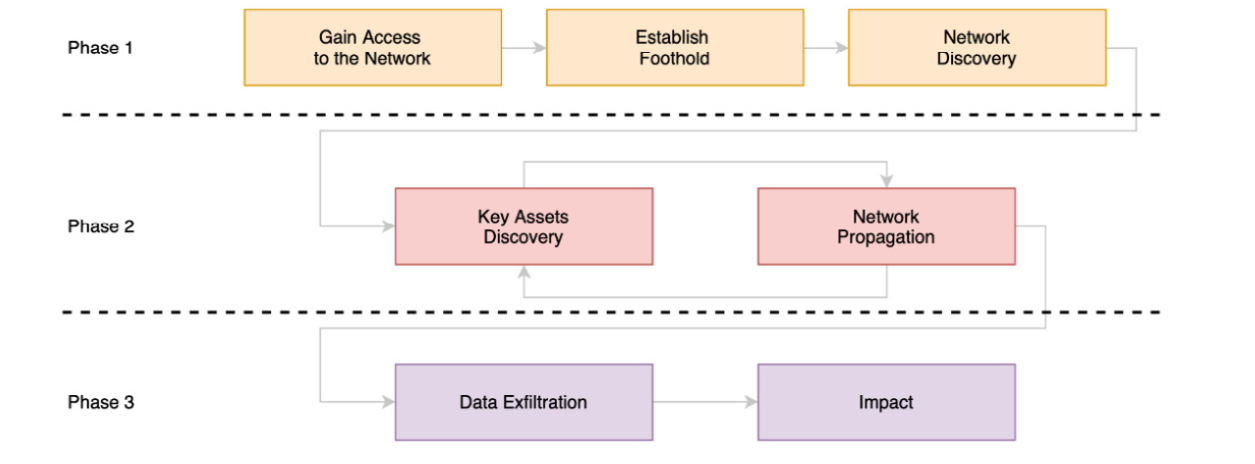 Phase 1
Gain Access
to the Network
Establish
Foothold
Network
Discovery
Phase 2
Key Assets
Discovery
Network
Propagation
Phase 3
Data Exfiltration
Impact